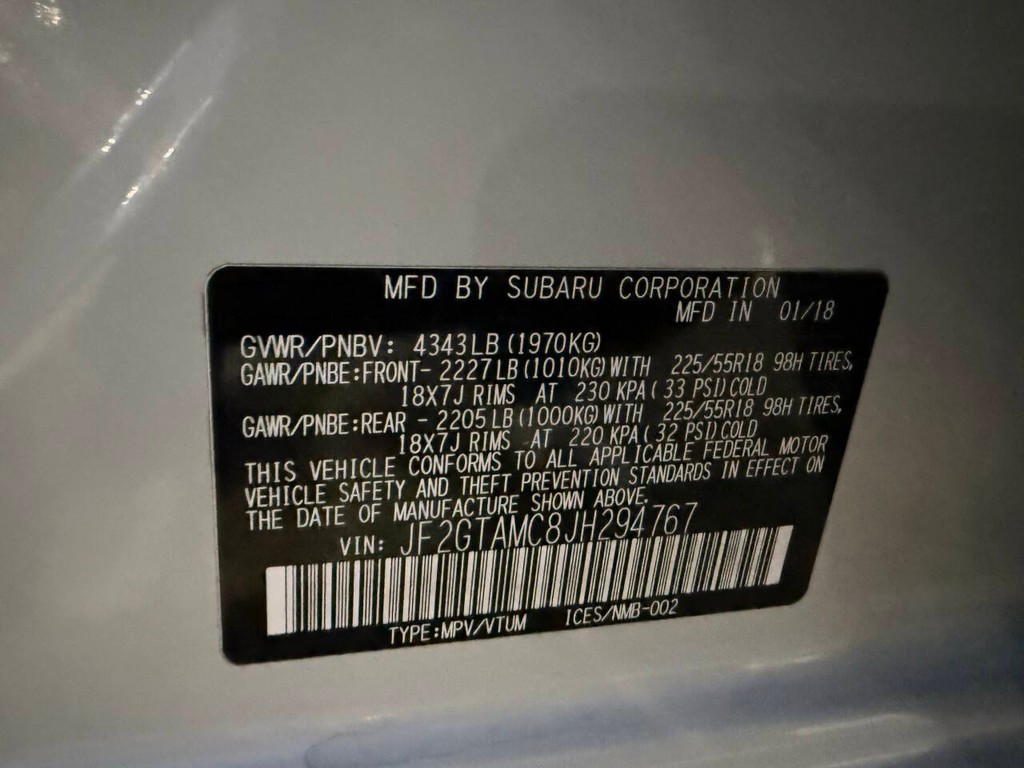 MFD BY SUBARU CORPORATION
MFD IN 01/18
GVWR/PNBV: 4343LB (1970KG)
GAWR/PNBE:FRONT- 2227LB (1010KG) WITH 225/55R18 98H TIRES,
18X7J RIMS AT 230 KPA ( 33 PSI) COLD
GAWR/PNBE:REAR - 2205LB (1000KG) WITH 225/55R18 98H TIRES,
18X7J RIMS AT 220 KPA ( 32 PSI) COLD
THIS VEHICLE CONFORMS TO ALL APPLICABLE FEDERAL MOTOR
VEHICLE SAFETY AND THEFT PREVENTION STANDARDS IN EFFECT ON
THE DATE OF MANUFACTURE SHOWN ABOVE.
VIN: JF2GTAMC8JH294767
TYPE:MPV/VTUM ICES/NMB-002